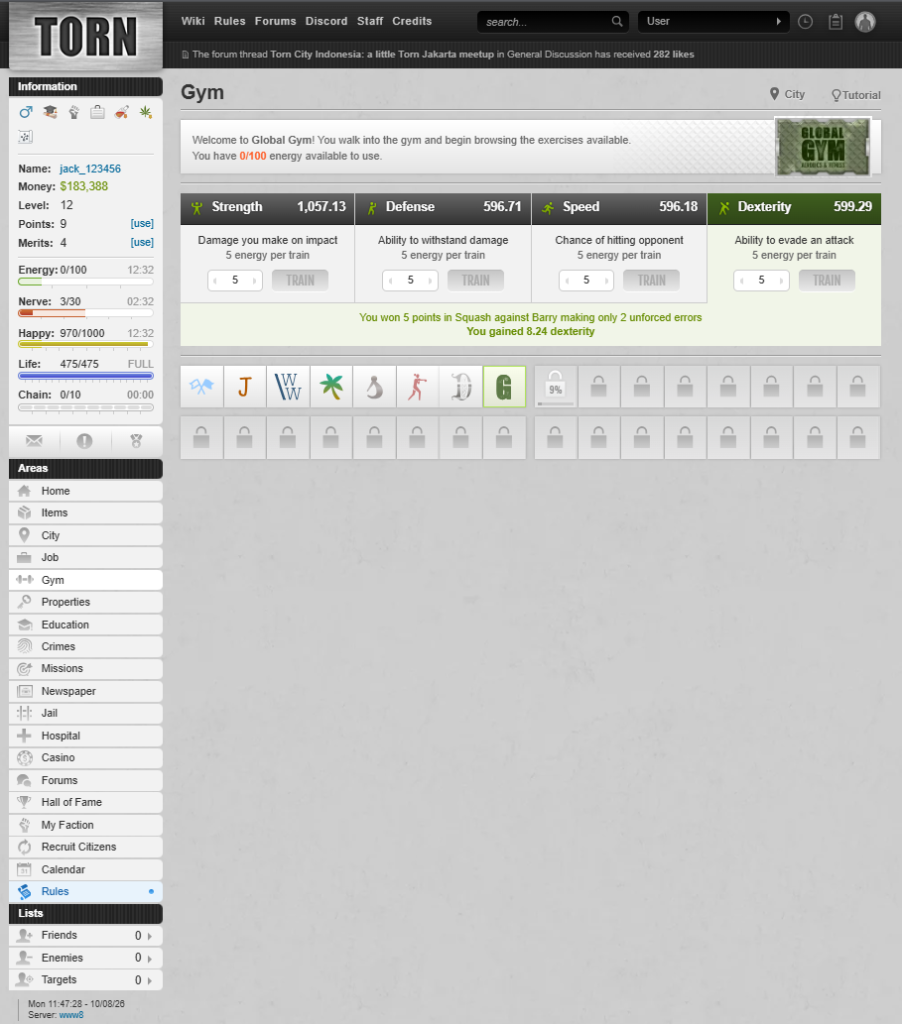 TORN
Wiki Rules Forums Discord Staff Credits
search...
User
The forum thread Torn City Indonesia: a little Torn Jakarta meetup in General Discussion has received 282 likes
Information
Name: jack_123456
Money: $183,388
Level: 12
Points: 9 [use]
Merits: 4 [use]
Energy: 0/100 12:32
Nerve: 3/30 02:32
Happy: 970/1000 12:32
Life: 475/475 FULL
Chain: 0/10 00:00
Areas
Home
Items
City
Job
Gym
Properties
Education
Crimes
Missions
Newspaper
Jail
Hospital
Casino
Forums
Hall of Fame
My Faction
Recruit Citizens
Calendar
Rules
Lists
Friends 0
Enemies 0
Targets 0
Mon 11:47:28 - 10/08/26
Server: www8
Gym
City
Tutorial
Welcome to Global Gym! You walk into the gym and begin browsing the exercises available.
You have 0/100 energy available to use.
GLOBAL
GYM
Strength 1,057.13
Damage you make on impact
5 energy per train
5 TRAIN
Defense 596.71
Ability to withstand damage
5 energy per train
5 TRAIN
Speed 596.18
Chance of hitting opponent
5 energy per train
5 TRAIN
Dexterity 599.29
Ability to evade an attack
5 energy per train
5 TRAIN
You won 5 points in Squash against Barry making only 2 unforced errors
You gained 8.24 dexterity
J
W W
D
G
9%